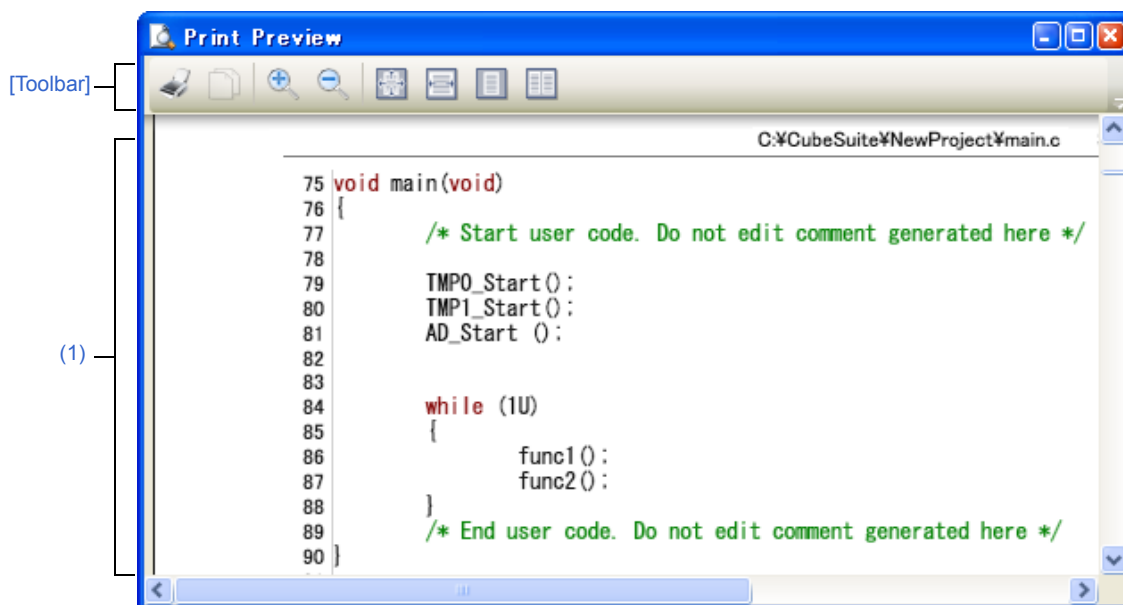 Print Preview
[Toolbar]
C:¥CubeSuite¥NewProject¥main.c
(1)
75 void main(void)
76 {
77 /* Start user code. Do not edit comment generated here */
78
79 TMP0_Start();
80 TMP1_Start();
81 AD_Start ();
82
83
84 while (1U)
85 {
86 func1();
87 func2();
88 }
89 /* End user code. Do not edit comment generated here */
90 }